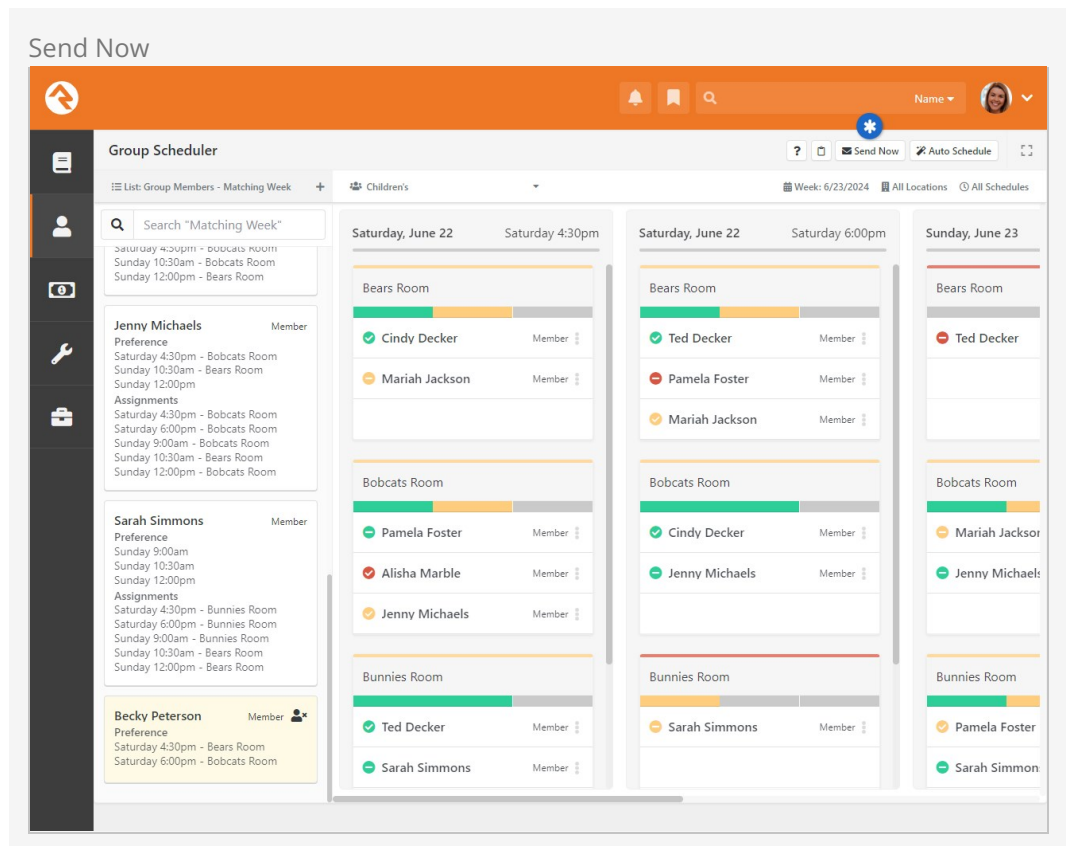 Send Now
Name
Group Scheduler
? Send Now Auto Schedule
List: Group Members - Matching Week +
Children's
Week: 6/23/2024 All Locations All Schedules
Search "Matching Week"
Saturday 4:30pm - Bobcats Room
Sunday 10:30am - Bobcats Room
Sunday 12:00pm - Bears Room
Jenny Michaels Member
Preference
Saturday 4:30pm - Bobcats Room
Sunday 10:30am - Bears Room
Sunday 12:00pm
Assignments
Saturday 4:30pm - Bobcats Room
Saturday 6:00pm - Bobcats Room
Sunday 9:00am - Bobcats Room
Sunday 10:30am - Bears Room
Sunday 12:00pm - Bobcats Room
Sarah Simmons Member
Preference
Sunday 9:00am
Sunday 10:30am
Sunday 12:00pm
Assignments
Saturday 4:30pm - Bunnies Room
Saturday 6:00pm - Bunnies Room
Sunday 9:00am - Bunnies Room
Sunday 10:30am - Bears Room
Sunday 12:00pm - Bears Room
Becky Peterson Member
Preference
Saturday 4:30pm - Bears Room
Saturday 6:00pm - Bobcats Room
Saturday, June 22 Saturday 4:30pm
Bears Room
Cindy Decker Member
Mariah Jackson Member
Bobcats Room
Pamela Foster Member
Alisha Marble Member
Jenny Michaels Member
Bunnies Room
Ted Decker Member
Sarah Simmons Member
Saturday, June 22 Saturday 6:00pm
Bears Room
Ted Decker Member
Pamela Foster Member
Mariah Jackson Member
Bobcats Room
Cindy Decker Member
Jenny Michaels Member
Bunnies Room
Sarah Simmons Member
Sunday, June 23
Bears Room
Ted Decker
Bobcats Room
Mariah Jackson
Jenny Michaels
Bunnies Room
Pamela Foster
Sarah Simmon